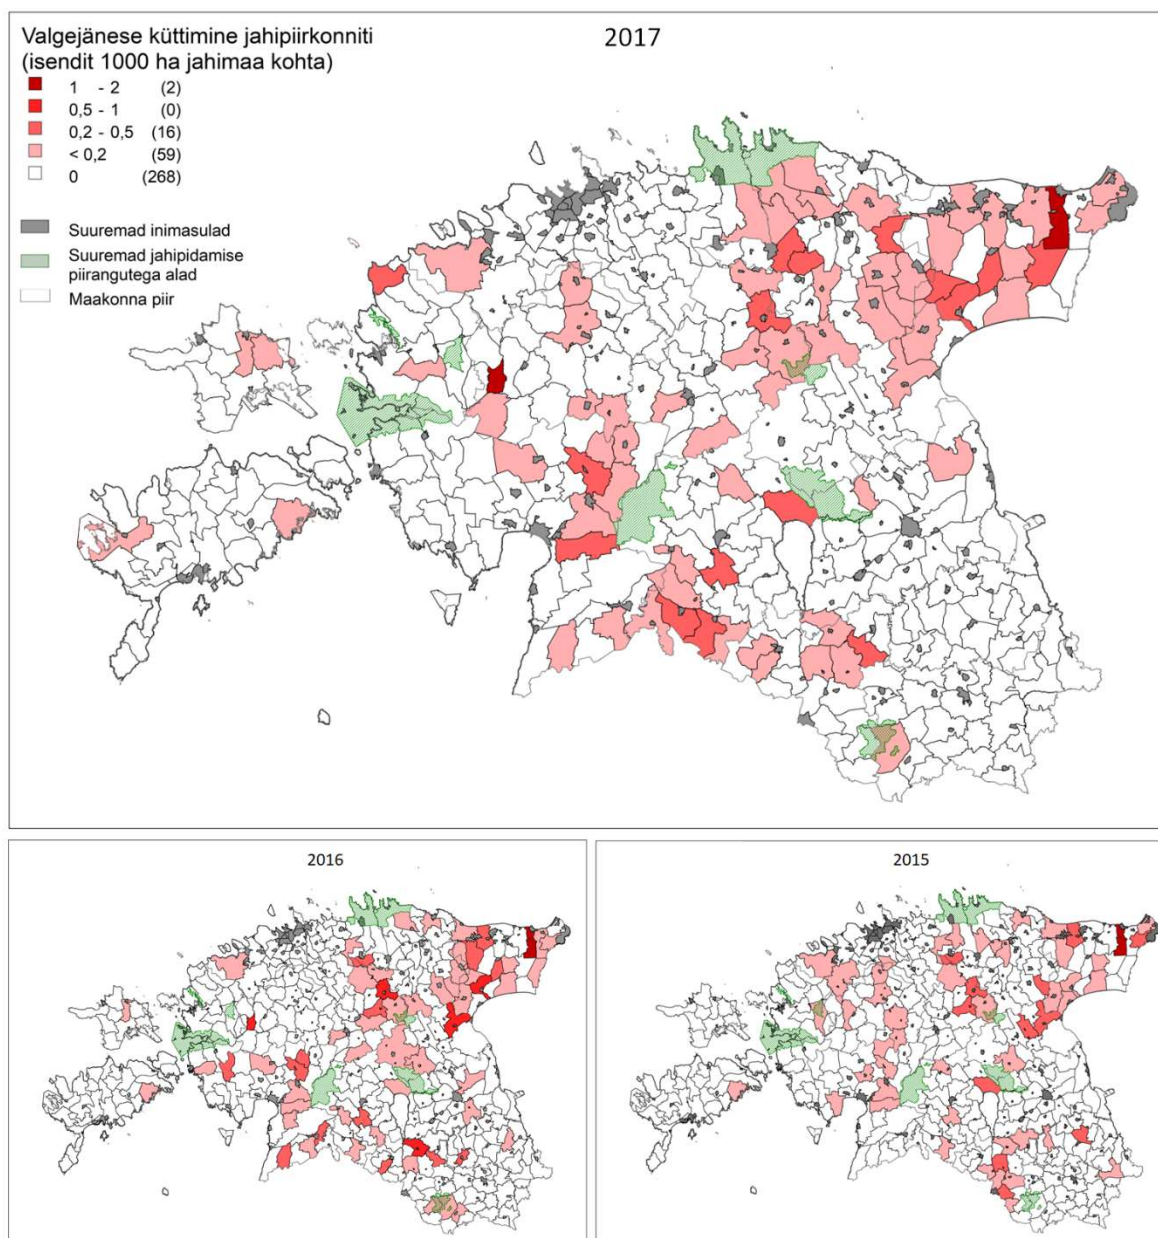 Valgejänese küttimine jahipiirkonniti
(isendit 1000 ha jahimaa kohta)
2017
1 - 2 (2)
0,5 - 1 (0)
0,2 - 0,5 (16)
< 0,2 (59)
0 (268)
Suuremad inimasulad
Suuremad jahipidamise
piirangutega alad
Maakonna piir
2016
2015